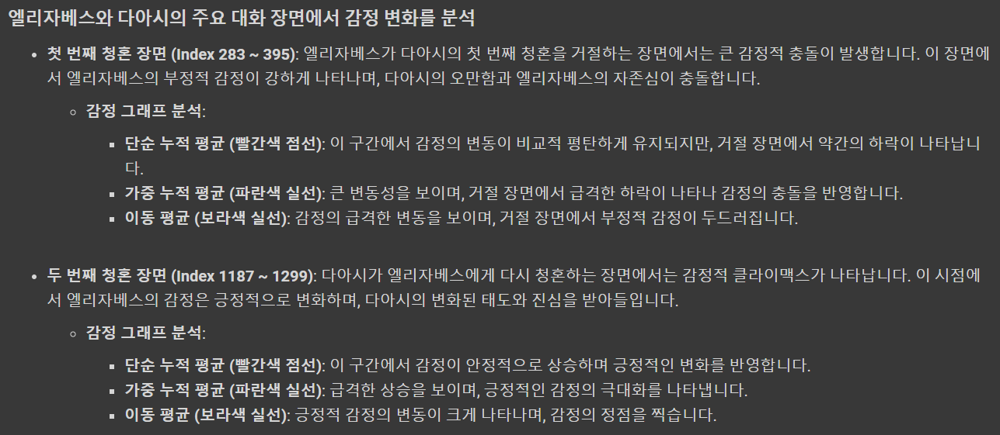 엘리자베스와 다아시의 주요 대화 장면에서 감정 변화를 분석
• 첫 번째 청혼 장면 (Index 283 ~ 395): 엘리자베스가 다아시의 첫 번째 청혼을 거절하는 장면에서는 큰 감정적 충돌이 발생합니다. 이 장면에
서 엘리자베스의 부정적 감정이 강하게 나타나며, 다아시의 오만함과 엘리자베스의 자존심이 충돌합니다.
◦ 감정 그래프 분석:
▪ 단순 누적 평균 (빨간색 점선): 이 구간에서 감정의 변동이 비교적 평탄하게 유지되지만, 거절 장면에서 약간의 하락이 나타납니
다.
▪ 가중 누적 평균 (파란색 실선): 큰 변동성을 보이며, 거절 장면에서 급격한 하락이 나타나 감정의 충돌을 반영합니다.
▪ 이동 평균 (보라색 실선): 감정의 급격한 변동을 보이며, 거절 장면에서 부정적 감정이 두드러집니다.
• 두 번째 청혼 장면 (Index 1187 ~ 1299): 다아시가 엘리자베스에게 다시 청혼하는 장면에서는 감정적 클라이맥스가 나타납니다. 이 시점에
서 엘리자베스의 감정은 긍정적으로 변화하며, 다아시의 변화된 태도와 진심을 받아들입니다.
◦ 감정 그래프 분석:
▪ 단순 누적 평균 (빨간색 점선): 이 구간에서 감정이 안정적으로 상승하며 긍정적인 변화를 반영합니다.
▪ 가중 누적 평균 (파란색 실선): 급격한 상승을 보이며, 긍정적인 감정의 극대화를 나타냅니다.
▪ 이동 평균 (보라색 실선): 긍정적 감정의 변동이 크게 나타나며, 감정의 정점을 찍습니다.